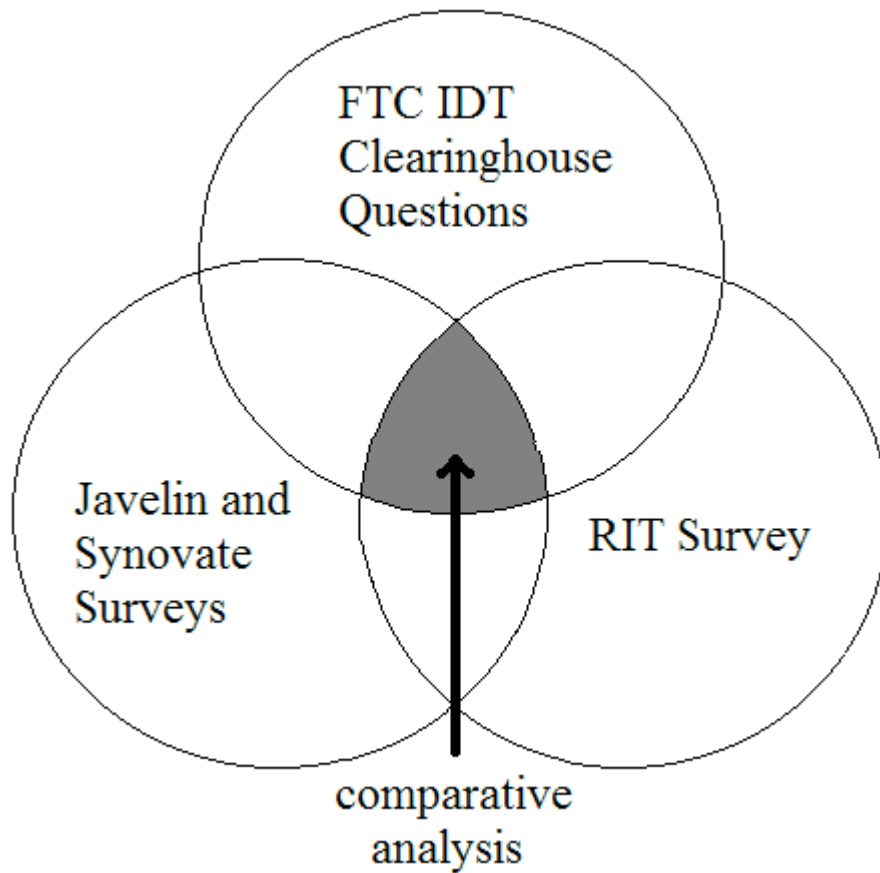 FTC IDT
Clearinghouse
Questions
Javelin and
Synovate
Surveys
RIT Survey
comparative
analysis